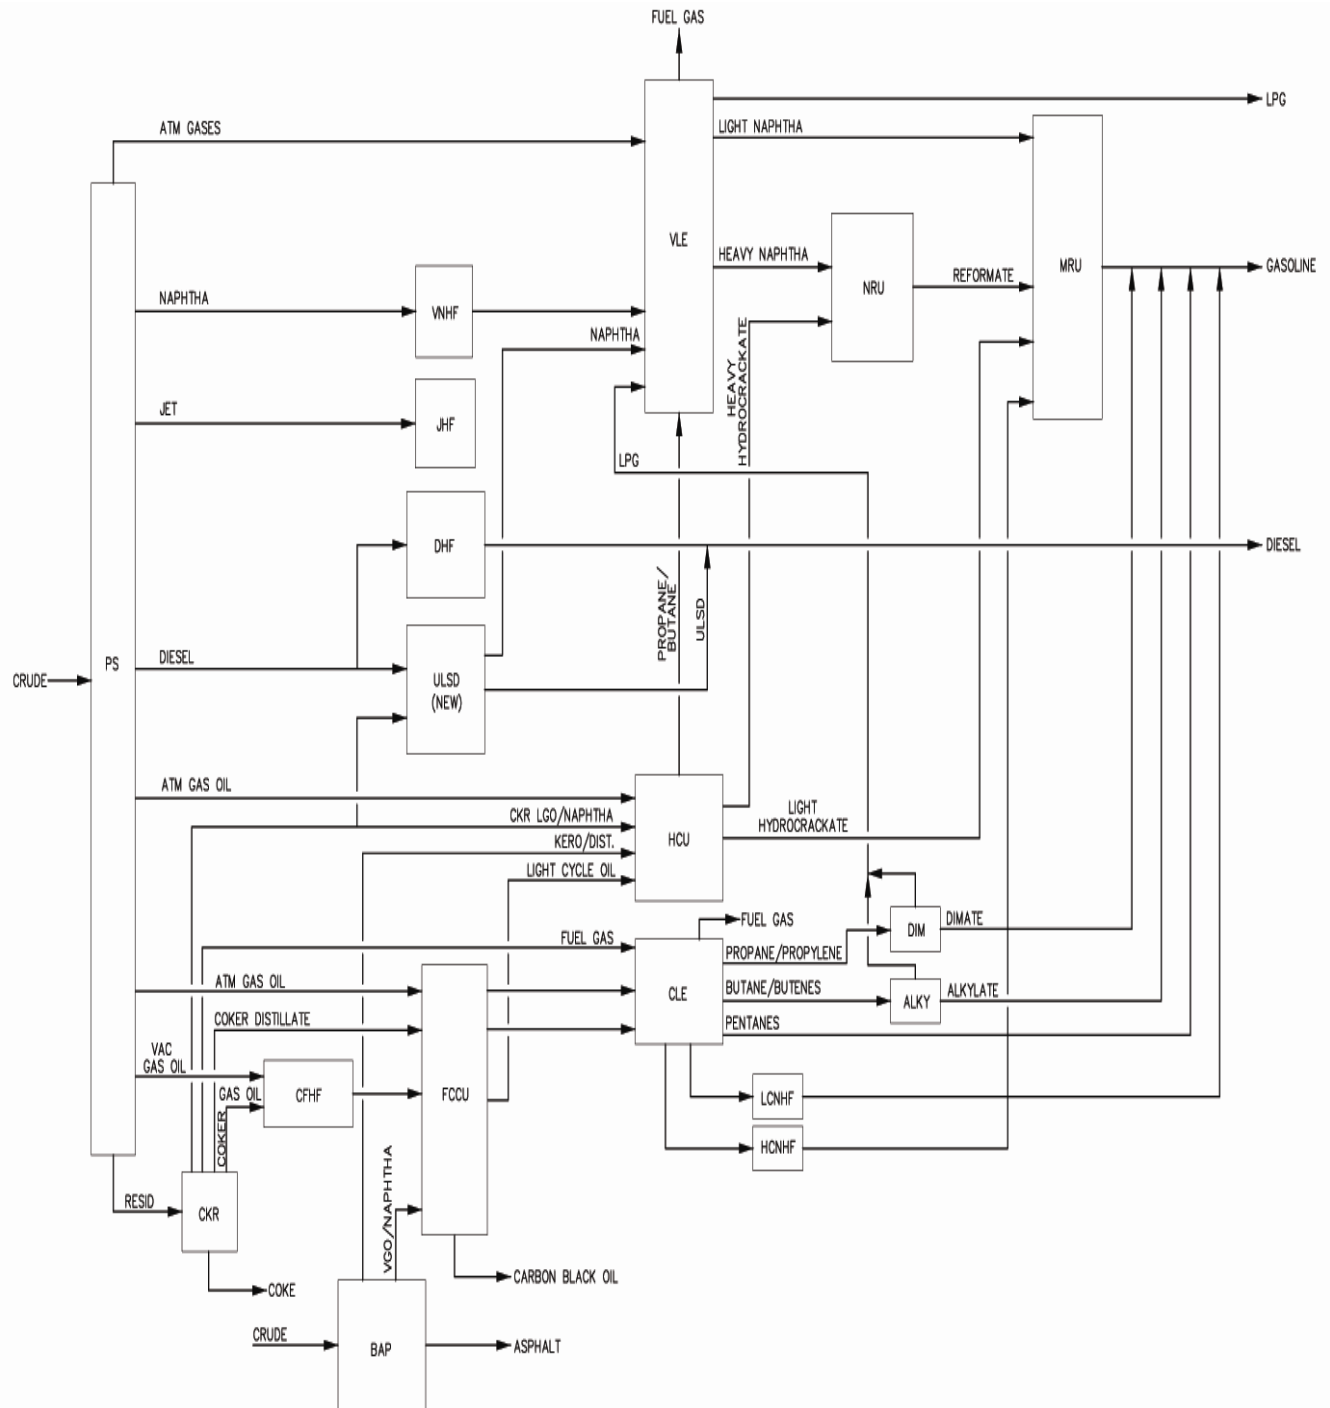 FUEL GAS
LPG
ATM GASES
LIGHT NAPHTHA
VLE
HEAVY NAPHTHA
MRU
GASOLINE
NRU
REFORMATE
NAPHTHA
VNHF
NAPHTHA
HEAVY
HYDROCRACKATE
JET
JHF
LPG
DHF
DIESEL
PROPANE/
BUTANE
ULSD
PS
DIESEL
CRUDE
ULSD
(NEW)
ATM GAS OIL
CKR LGO/NAPHTHA
LIGHT
HYDROCRACKATE
KERO/DIST.
HCU
LIGHT CYCLE OIL
FUEL GAS
DIMATE
DIM
FUEL GAS
PROPANE/PROPYLENE
ATM GAS OIL
CLE
BUTANE/BUTENES
ALKY
ALKYLATE
COKER DISTILLATE
PENTANES
VAC
GAS OIL
GAS OIL
COKER
CFHF
FCCU
LCNHF
HCNHF
RESID
CKR
VGO/NAPHTHA
CARBON BLACK OIL
COKE
CRUDE
BAP
ASPHALT